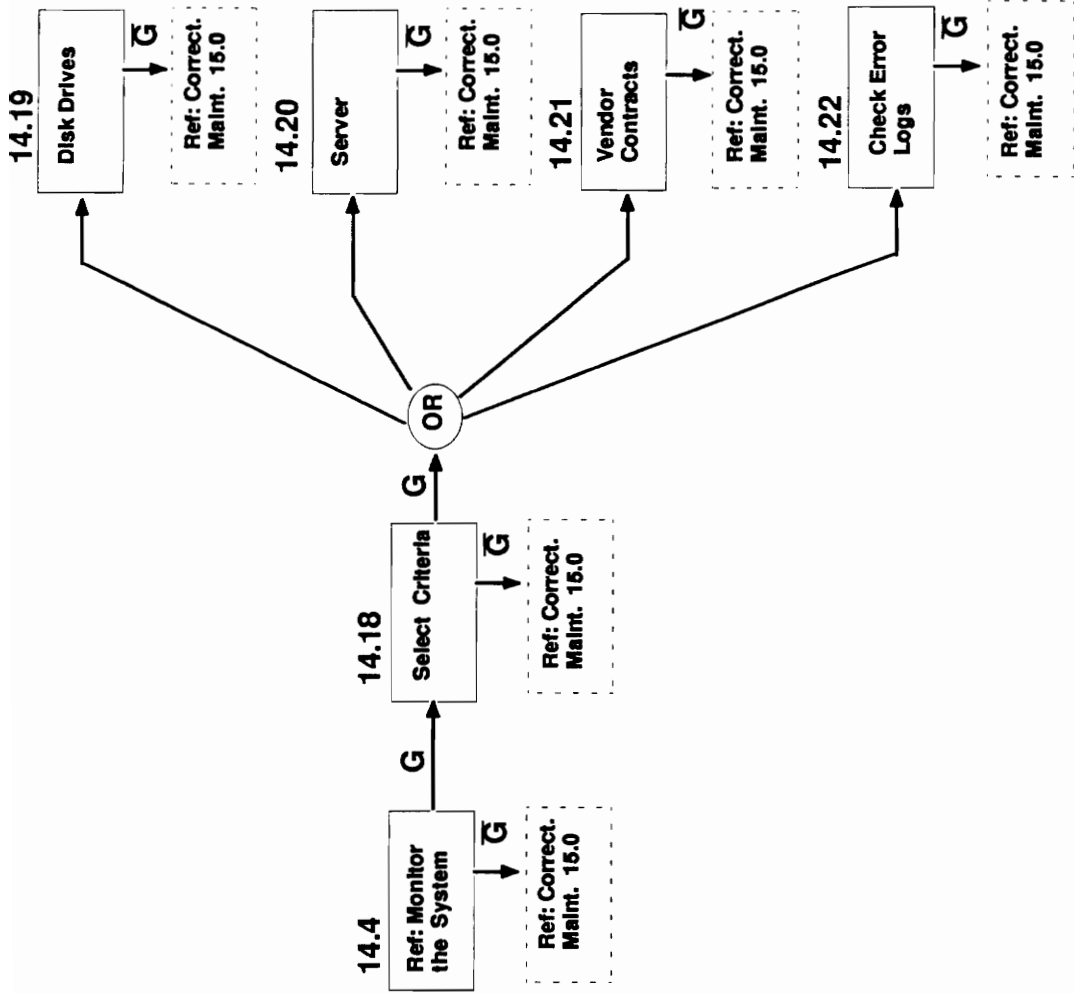 14.4
Ref: Monitor
the System
G
G
Ref: Correct.
Maint. 15.0
14.18
Select Criteria
G
G
Ref: Correct.
Maint. 15.0
OR
14.19
Disk Drives
G
Ref: Correct.
Maint. 15.0
14.20
Server
G
Ref: Correct.
Maint. 15.0
14.21
Vendor
Contracts
G
Ref: Correct.
Maint. 15.0
14.22
Check Error
Logs
G
Ref: Correct.
Maint. 15.0